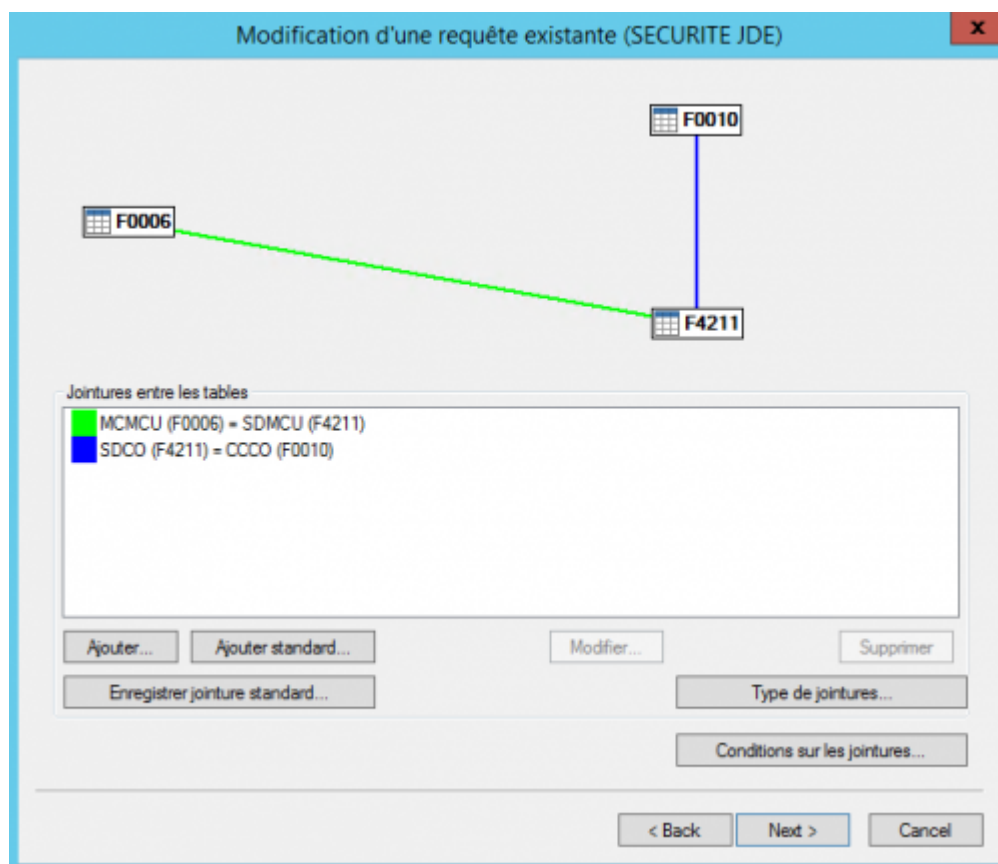 Modification d'une requête existante (SECURITE JDE)
x
F0010
F0006
F4211
Jointures entre les tables
MCMCU (F0006) = SDMCU (F4211)
SDCO (F4211) = CCCO (F0010)
Ajouter... Ajouter standard... Modifier... Supprimer
Enregistrer jointure standard... Type de jointures...
Conditions sur les jointures...
< Back Next > Cancel